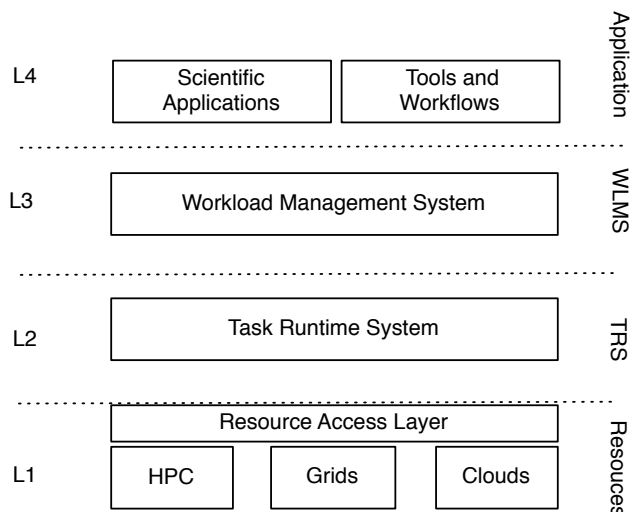 L4
Scientific
Applications
Tools and
Workflows
Application
L3
Workload Management System
WLMS
L2
Task Runtime System
TRS
Resource Access Layer
L1
HPC
Grids
Clouds
Resouces